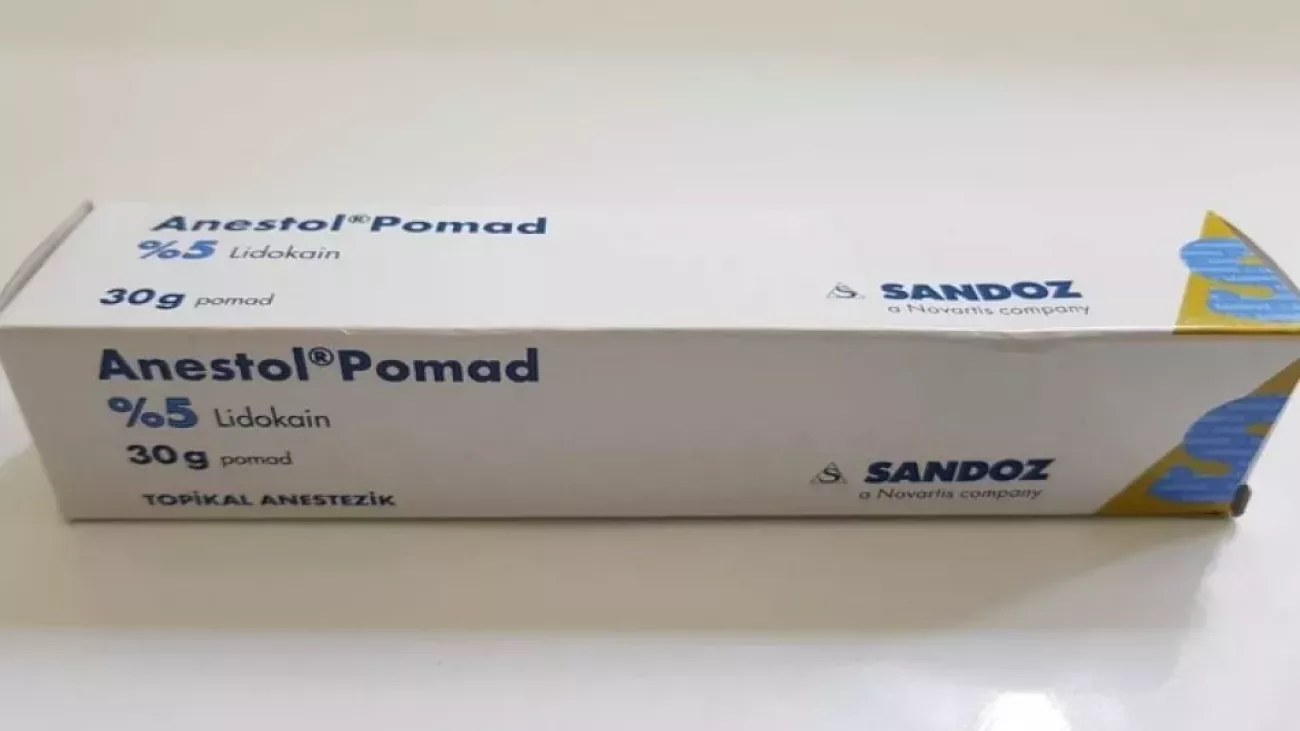 Anestol®Pomad
%5 Lidokain
30g pomad
SANDOZ
a Novartis company
Anestol®Pomad
%5 Lidokain
30g pomad
TOPİKAL ANESTEZİK
SANDOZ
a Novartis company